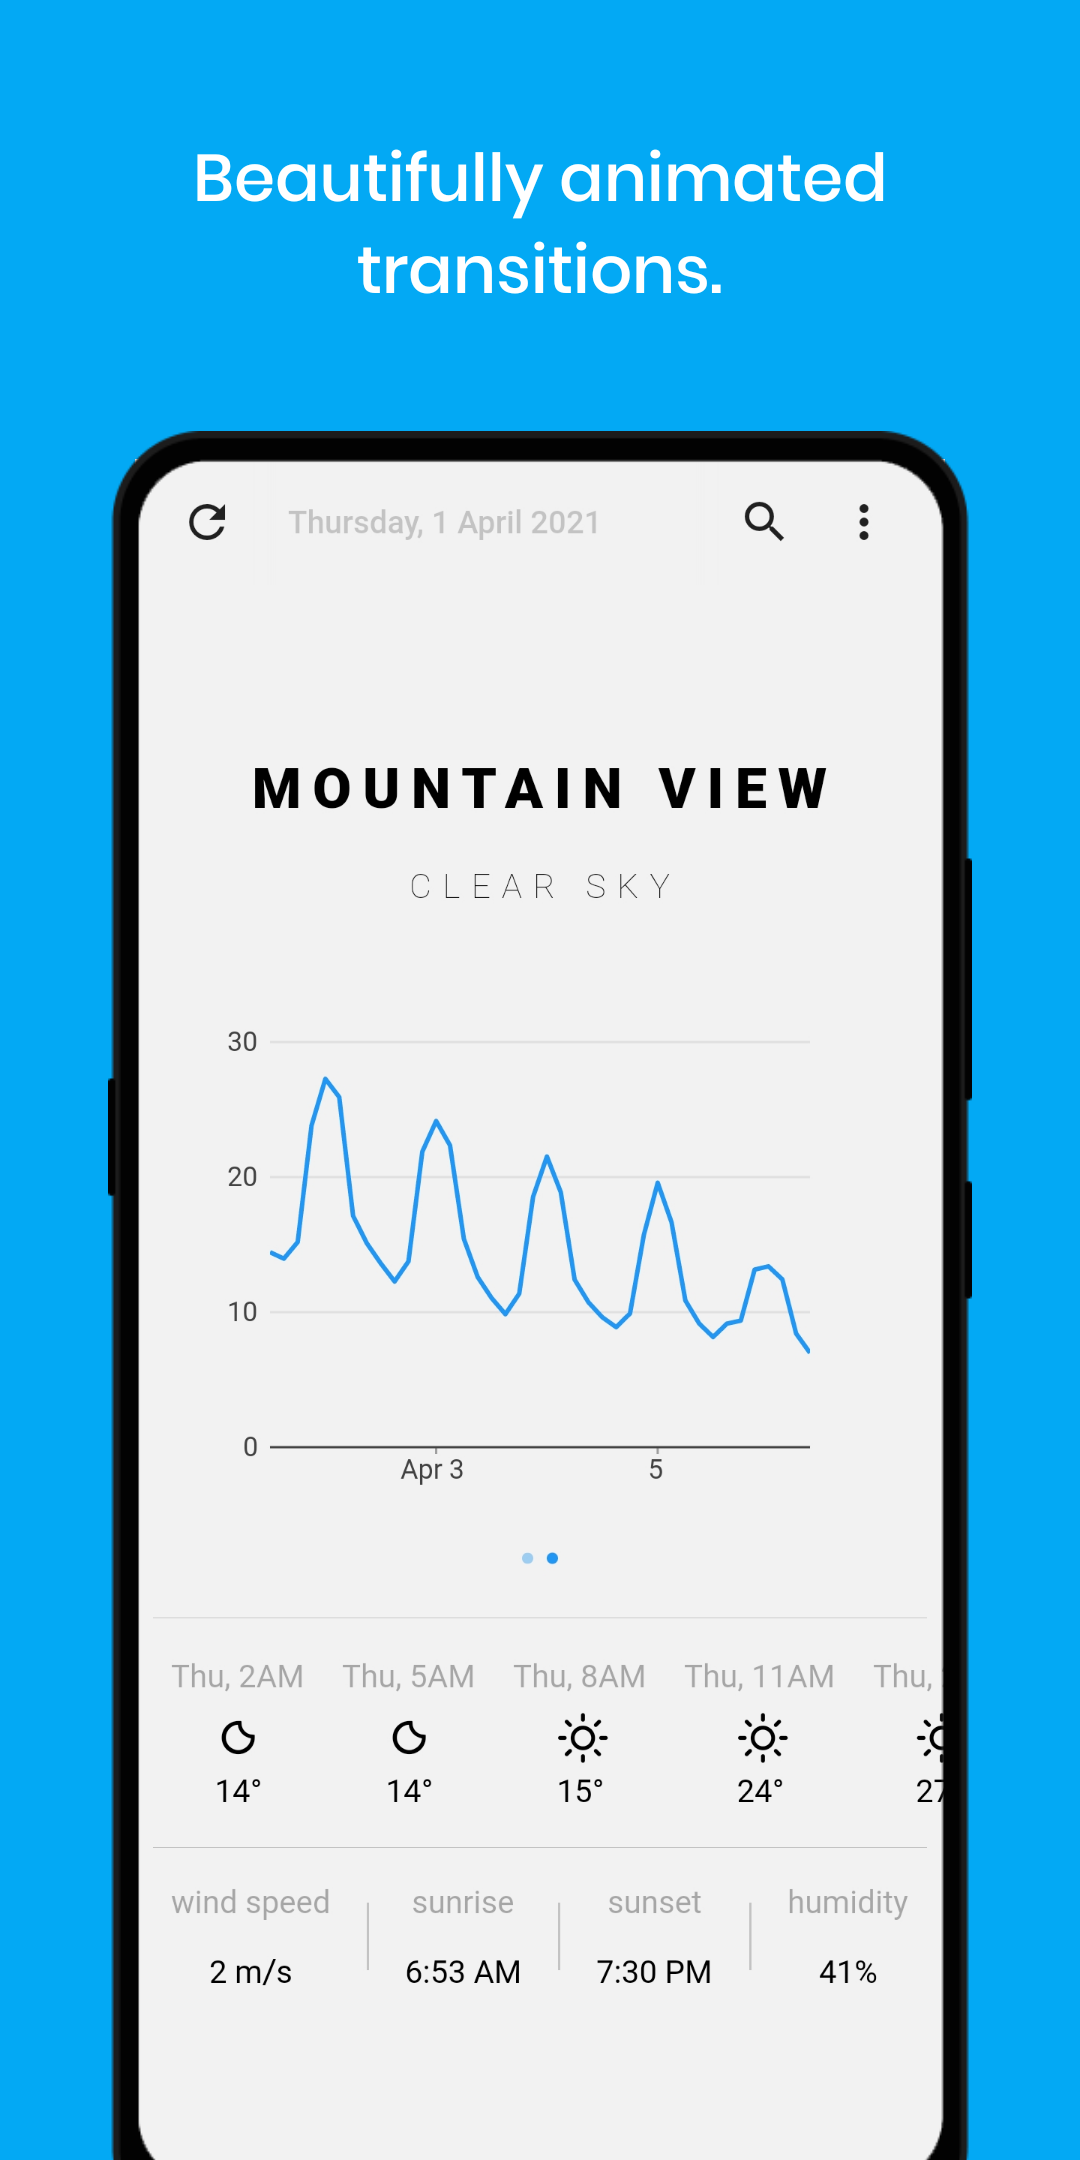 Beautifully animated
transitions.
Thursday, 1 April 2021
MOUNTAIN VIEW
CLEAR SKY
30
20
10
0
Apr 3 5
Thu, 2AM Thu, 5AM Thu, 8AM Thu, 11AM Thu,
14° 14° 15° 24° 27
wind speed sunrise sunset humidity
2 m/s 6:53 AM 7:30 PM 41%